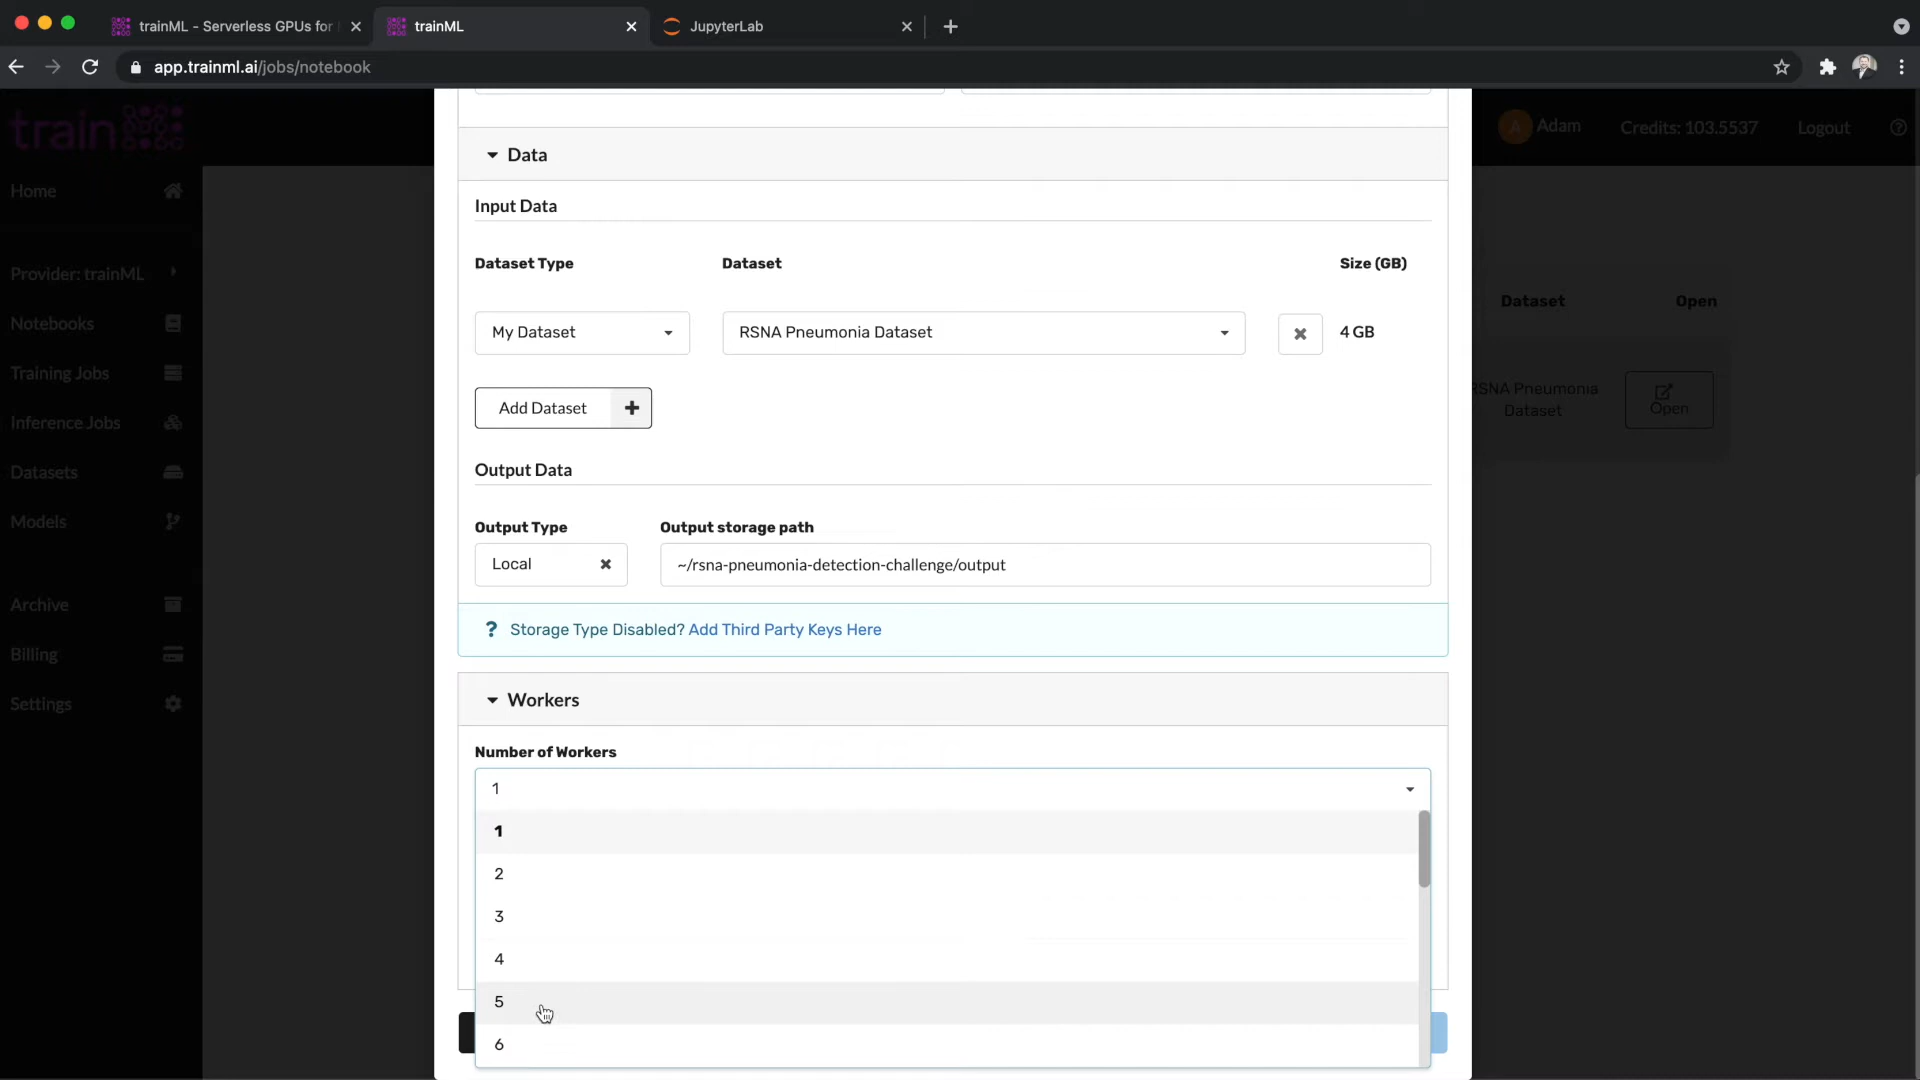 trainML - Serverless GPUs for
trainML
JupyterLab
app.trainml.ai/jobs/notebook
train
A Adam
Credits: 103.5537
Logout
Home
Provider: trainML
Notebooks
Training Jobs
Inference Jobs
Datasets
Models
Archive
Billing
Settings
Data
Input Data
Dataset Type
Dataset
Size (GB)
My Dataset
RSNA Pneumonia Dataset
4 GB
Add Dataset
Output Data
Output Type
Output storage path
Local
~/rsna-pneumonia-detection-challenge/output
? Storage Type Disabled? Add Third Party Keys Here
Workers
Number of Workers
1
1
2
3
4
5
6
Dataset
Open
RSNA Pneumonia
Dataset
Open